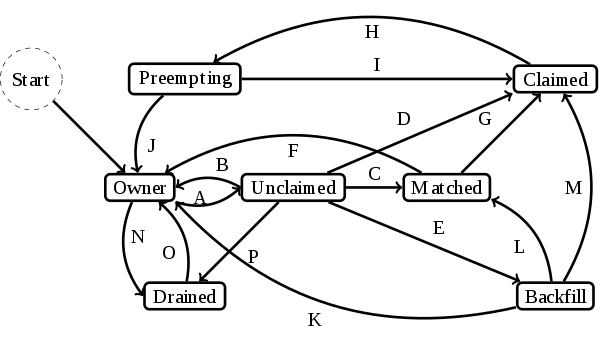 H
I
Start
Preempting
Claimed
D
G
J
F
B
C
A
Owner
Unclaimed
Matched
M
N
E
O
L
P
Drained
Backfill
K